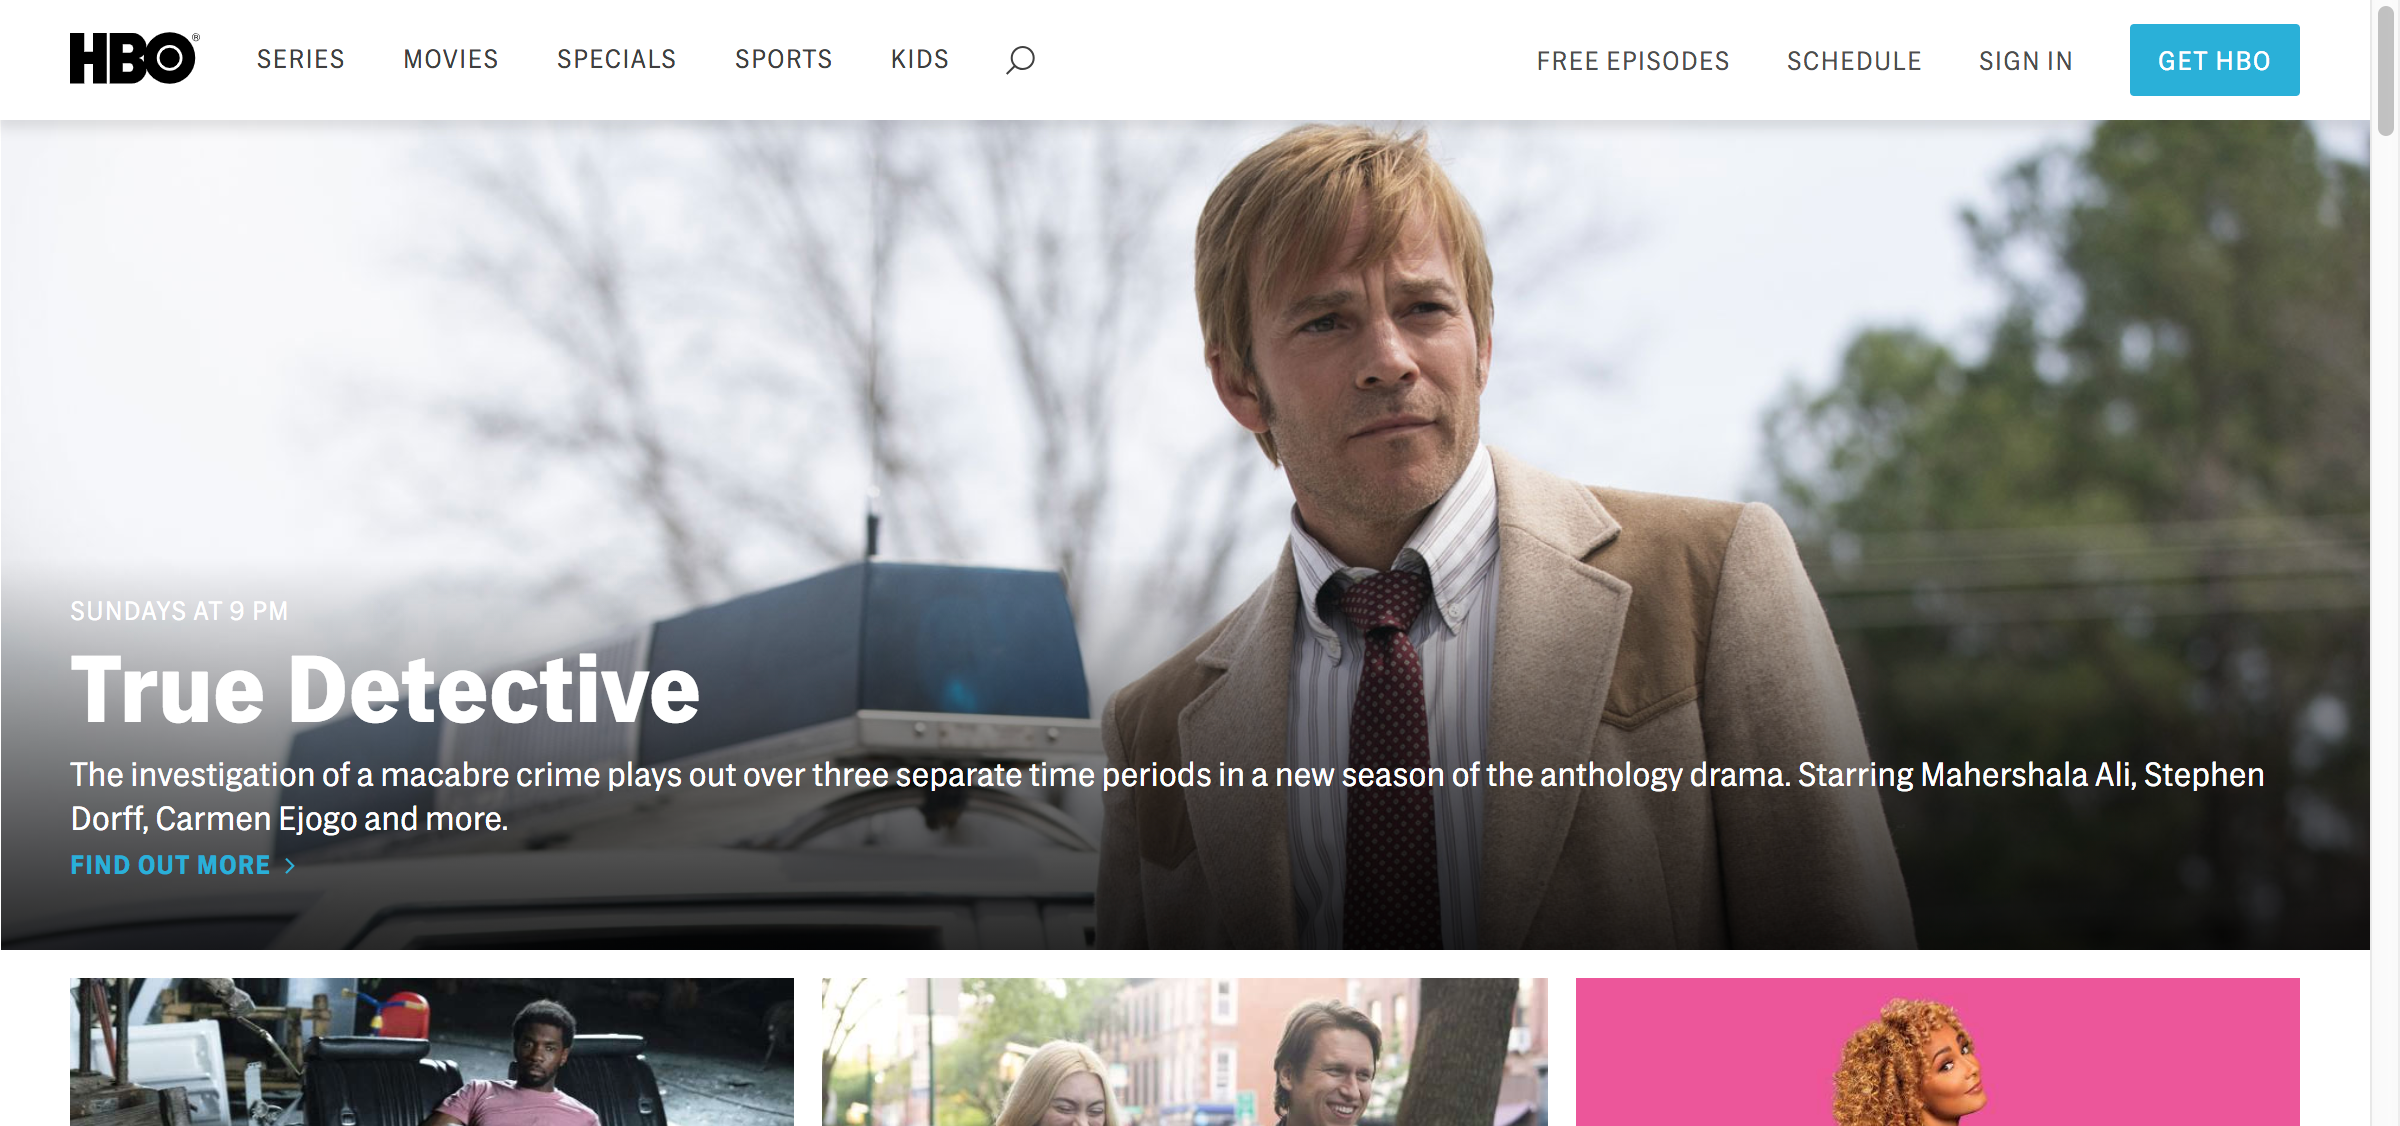 HBO®
SERIES
MOVIES
SPECIALS
SPORTS
KIDS
FREE EPISODES
SCHEDULE
SIGN IN
GET HBO
SUNDAYS AT 9 PM
True Detective
The investigation of a macabre crime plays out over three separate time periods in a new season of the anthology drama. Starring Mahershala Ali, Stephen
Dorff, Carmen Ejogo and more.
FIND OUT MORE >